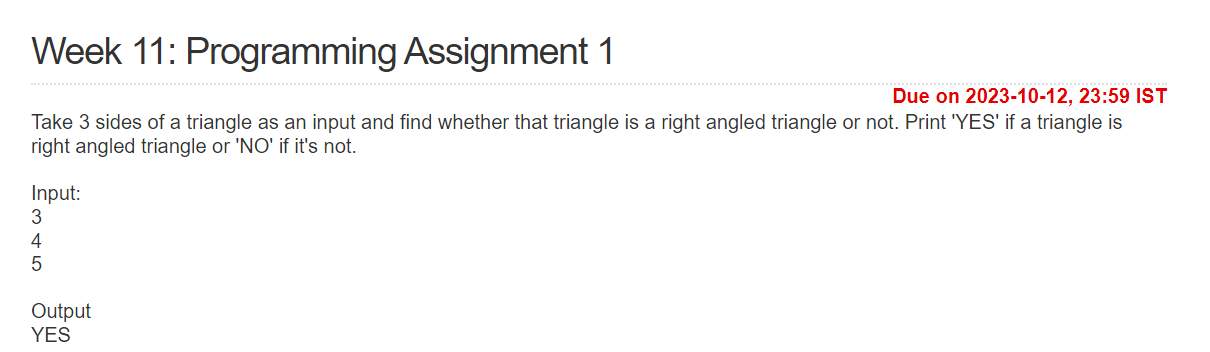 Week 11: Programming Assignment 1
Due on 2023-10-12, 23:59 IST
Take 3 sides of a triangle as an input and find whether that triangle is a right angled triangle or not. Print 'YES' if a triangle is
right angled triangle or 'NO' if it's not.
Input:
3
4
5
Output
YES